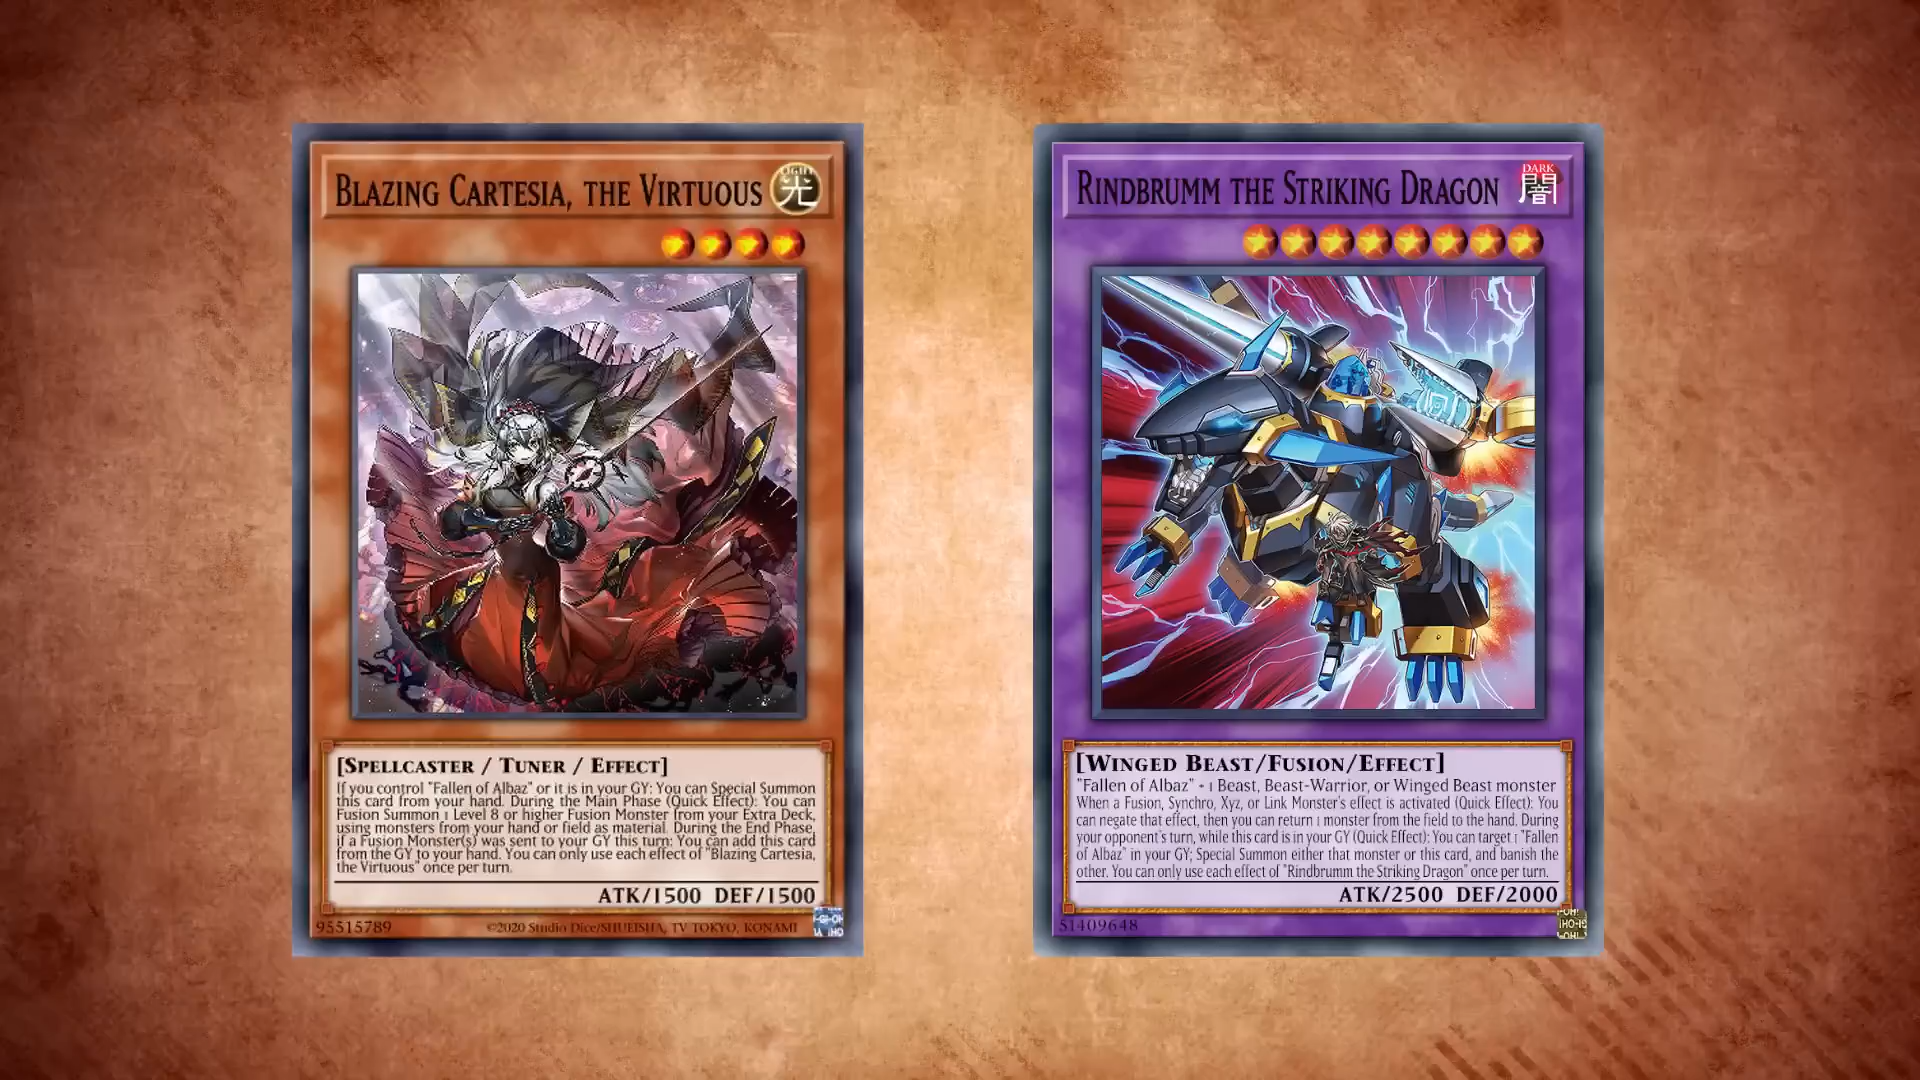 BLAZING CARTESIA, THE VIRTUOUS
光
[SPELLCASTER / TUNER / EFFECT]
If you control "Fallen of Albaz" or it is in your GY: You can Special Summon
this card from your hand. During the Main Phase (Quick Effect): You can
Fusion Summon 1 Level 8 or higher Fusion Monster from your Extra Deck,
using monsters from your hand or field as material. During the End Phase,
if a Fusion Monster(s) was sent to your GY this turn: You can add this card
from the GY to your hand. You can only use each effect of "Blazing Cartesia,
the Virtuous" once per turn.
ATK/1500 DEF/1500
95515789
©2020 Studio Dice/SHUEISHA, TV TOKYO, KONAMI
RINDBRUMM THE STRIKING DRAGON
DARK
闇
[WINGED BEAST/FUSION/EFFECT]
"Fallen of Albaz" + 1 Beast, Beast-Warrior, or Winged Beast monster
When a Fusion, Synchro, Xyz, or Link Monster's effect is activated (Quick Effect): You
can negate that effect, then you can return 1 monster from the field to the hand. During
your opponent's turn, while this card is in your GY (Quick Effect): You can target 1 "Fallen
of Albaz" in your GY; Special Summon either that monster or this card, and banish the
other. You can only use each effect of "Rindbrumm the Striking Dragon" once per turn.
ATK/2500 DEF/2000
51409648